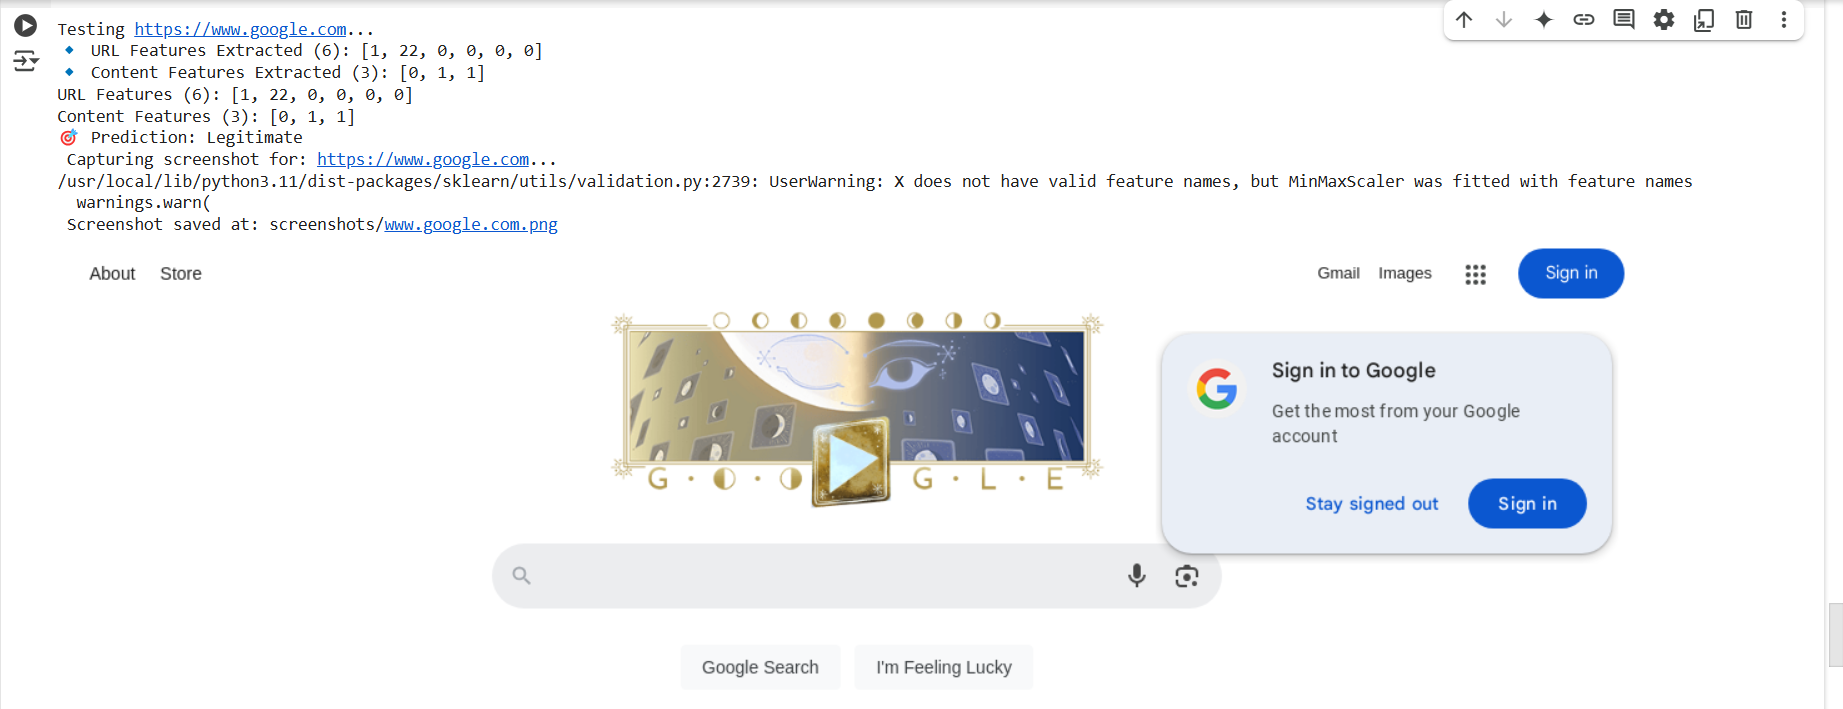 Testing https://www.google.com...
🔹 URL Features Extracted (6): [1, 22, 0, 0, 0, 0]
🔹 Content Features Extracted (3): [0, 1, 1]
URL Features (6): [1, 22, 0, 0, 0, 0]
Content Features (3): [0, 1, 1]
🎯 Prediction: Legitimate
Capturing screenshot for: https://www.google.com...
/usr/local/lib/python3.11/dist-packages/sklearn/utils/validation.py:2739: UserWarning: X does not have valid feature names, but MinMaxScaler was fitted with feature names
warnings.warn(
Screenshot saved at: screenshots/www.google.com.png
About Store Gmail Images Sign in
G · O O · G · L · E
Sign in to Google
Get the most from your Google
account
Stay signed out Sign in
Google Search I'm Feeling Lucky